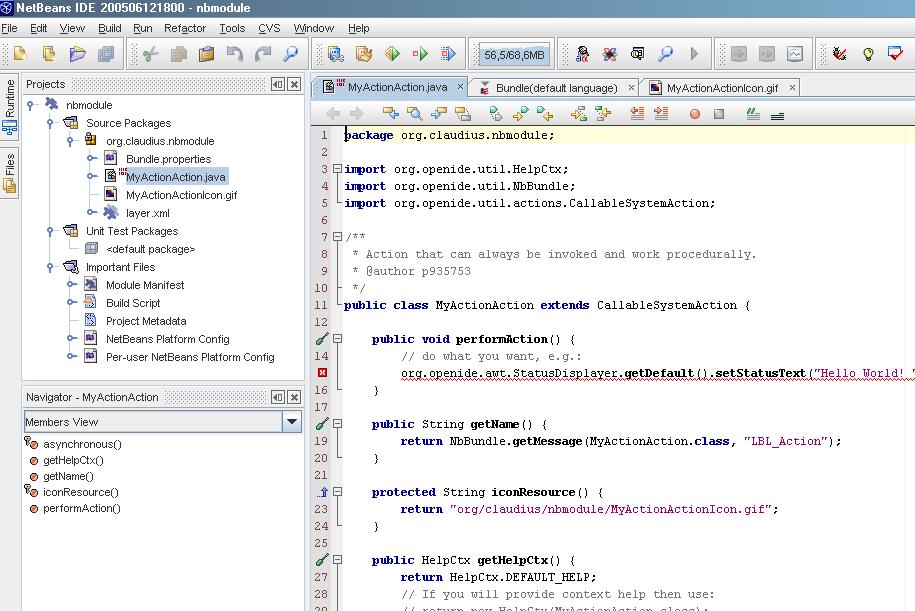 NetBeans IDE 200506121800 - nbmodule
File Edit View Build Run Refactor Tools CVS Window Help
56,5/68,6MB
Runtime
Files
Projects
nbmodule
Source Packages
org.claudius.nbmodule
Bundle.properties
MyActionAction.java
MyActionActionIcon.gif
layer.xml
Unit Test Packages
<default package>
Important Files
Module Manifest
Build Script
Project Metadata
NetBeans Platform Config
Per-user NetBeans Platform Config
Navigator - MyActionAction
Members View
asynchronous()
getHelpCtx()
getName()
iconResource()
performAction()
MyActionAction.java Bundle(default language) MyActionActionIcon.gif
1 package org.claudius.nbmodule;
2
3 import org.openide.util.HelpCtx;
4 import org.openide.util.NbBundle;
5 import org.openide.util.actions.CallableSystemAction;
6
7 /**
8 * Action that can always be invoked and work procedurally.
9 * @author p935753
10 */
11 public class MyActionAction extends CallableSystemAction {
12
public void performAction() {
14 // do what you want, e.g.:
org.openide.awt.StatusDisplayer.getDefault().setStatusText("Hello World! "
16 }
17
public String getName() {
19 return NbBundle.getMessage(MyActionAction.class, "LBL_Action");
20 }
21
protected String iconResource() {
23 return "org/claudius/nbmodule/MyActionActionIcon.gif";
24 }
25
public HelpCtx getHelpCtx() {
27 return HelpCtx.DEFAULT_HELP;
28 // If you will provide context help then use:
29 // return new HelpCtx(MyActionAction.class);